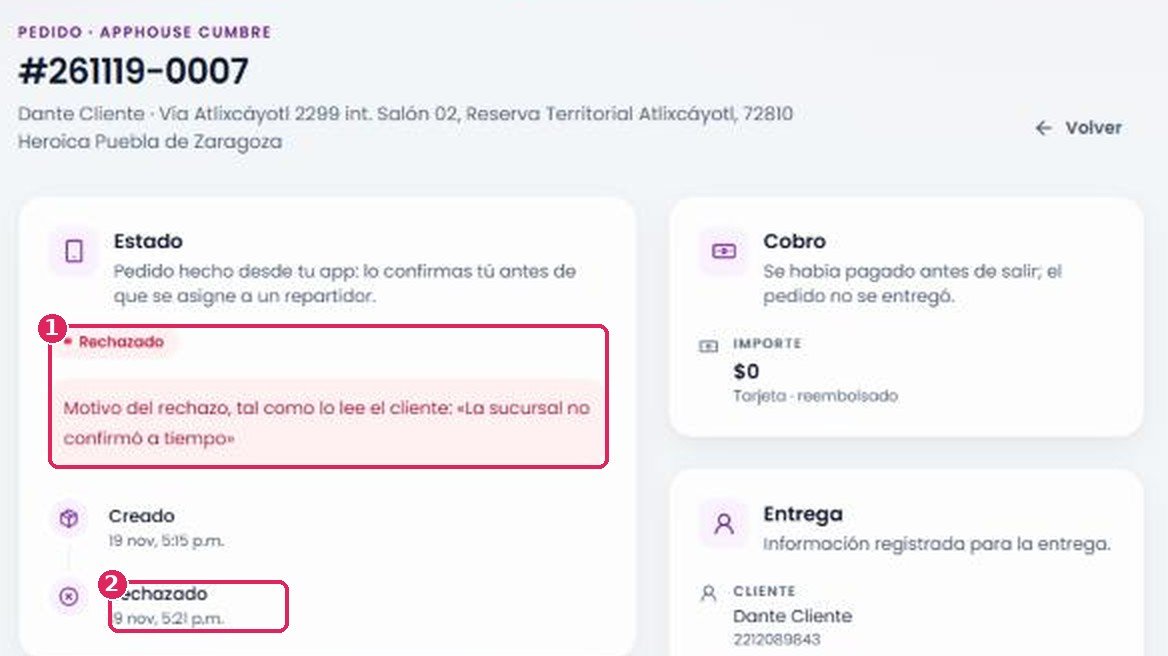 PEDIDO · APPHOUSE CUMBRE
#261119-0007
Dante Cliente · Vía Atlixcáyotl 2299 int. Salón 02, Reserva Territorial Atlixcáyotl, 72810
Heroica Puebla de Zaragoza
← Volver
Estado
Pedido hecho desde tu app: lo confirmas tú antes de
que se asigne a un repartidor.
1
Rechazado
Motivo del rechazo, tal como lo lee el cliente: «La sucursal no
confirmó a tiempo»
Creado
19 nov, 5:15 p.m.
2
echazado
9 nov, 5:21 p.m.
Cobro
Se había pagado antes de salir; el
pedido no se entregó.
IMPORTE
$0
Tarjeta · reembolsado
Entrega
Información registrada para la entrega.
CLIENTE
Dante Cliente
2212089843